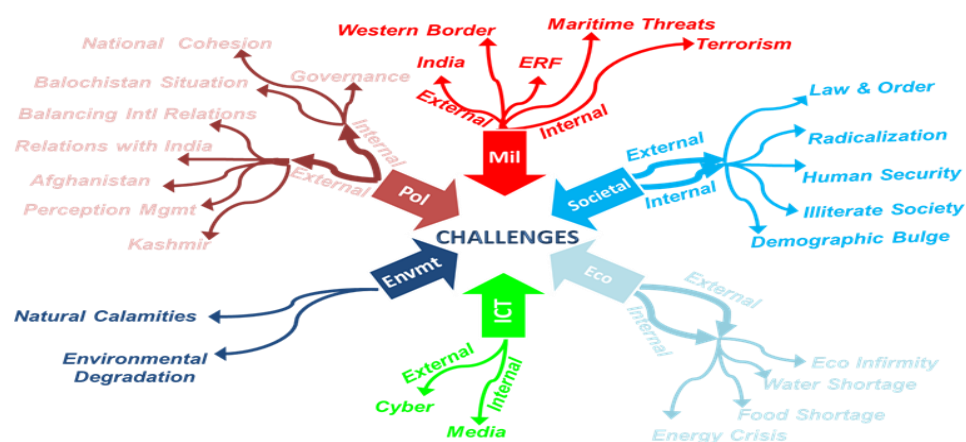 National Cohesion
Balochistan Situation
Governance
Balancing Intl Relations
Relations with India
Afghanistan
Perception Mgmt
Kashmir
Internal
External
Pol
Western Border
Maritime Threats
India
ERF
Terrorism
External
Internal
Mil
Law & Order
Radicalization
Human Security
Illiterate Society
Demographic Bulge
External
Internal
Societal
CHALLENGES
Envmt
Natural Calamities
Environmental
Degradation
ICT
External
Internal
Cyber
Media
Eco
External
Internal
Eco Infirmity
Water Shortage
Food Shortage
Energy Crisis